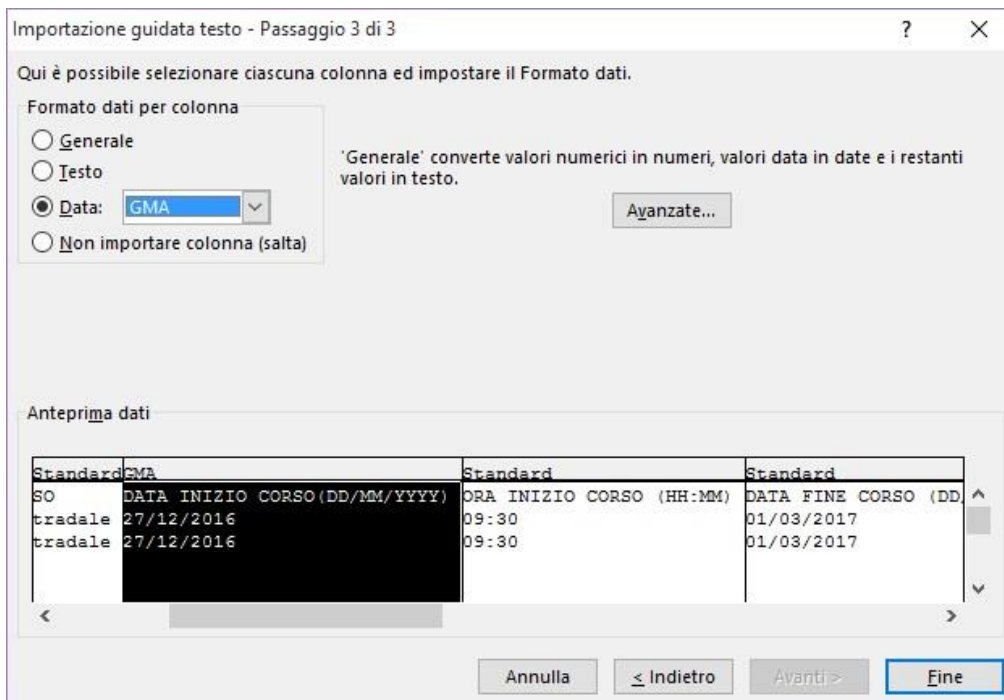 Importazione guidata testo - Passaggio 3 di 3
Qui è possibile selezionare ciascuna colonna ed impostare il Formato dati.
Formato dati per colonna
Generale
Testo
Data: GMA
Non importare colonna (salta)
'Generale' converte valori numerici in numeri, valori data in date e i restanti
valori in testo.
Avanzate...
Anteprima dati
Standard GMA Standard Standard
SO DATA INIZIO CORSO(DD/MM/YYYY) ORA INIZIO CORSO (HH:MM) DATA FINE CORSO (DD/
tradale 27/12/2016 09:30 01/03/2017
tradale 27/12/2016 09:30 01/03/2017
Annulla < Indietro Avanti > Fine